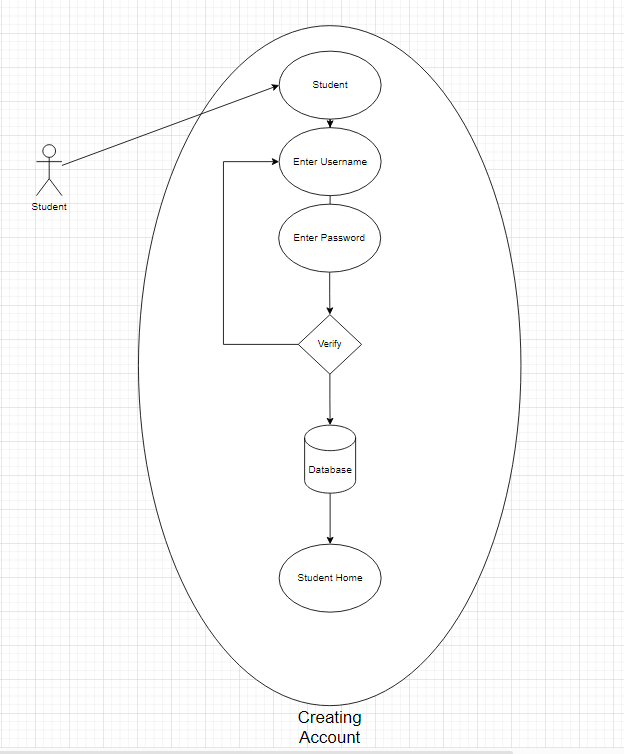 Student
Enter Username
Student
Enter Password
Verify
Database
Student Home
Creating
Account